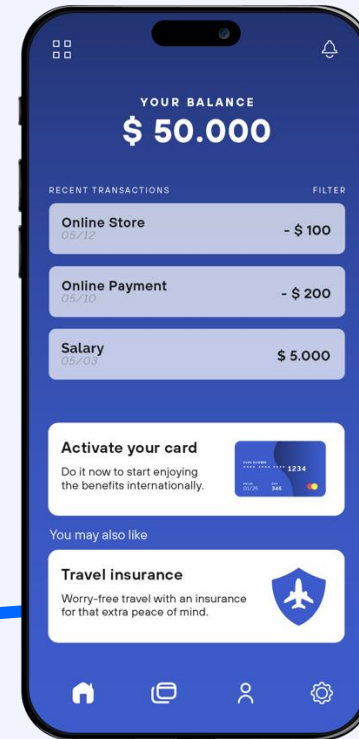 YOUR BALANCE
$ 50.000
RECENT TRANSACTIONS FILTER
Online Store
05/12
- $ 100
Online Payment
05/10
- $ 200
Salary
05/03
$ 5.000
Activate your card
Do it now to start enjoying
the benefits internationally.
1234
345
You may also like
Travel insurance
Worry-free travel with an insurance
for that extra peace of mind.